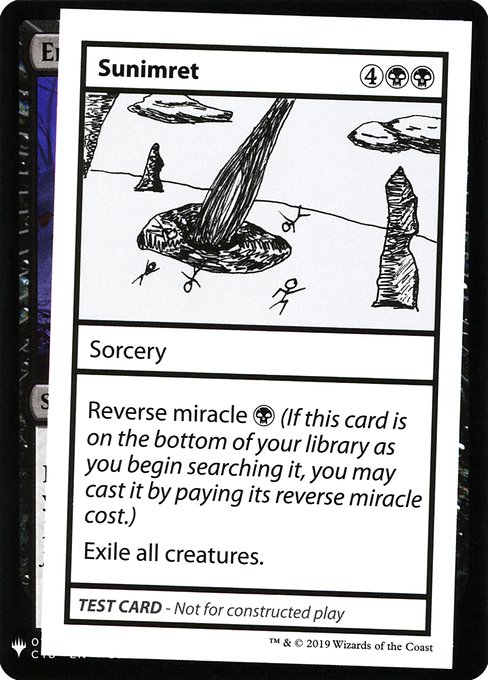 Sunimret 4
Sorcery
Reverse miracle (If this card is
on the bottom of your library as
you begin searching it, you may
cast it by paying its reverse miracle
cost.)
Exile all creatures.
TEST CARD - Not for constructed play
™ & © 2019 Wizards of the Coast